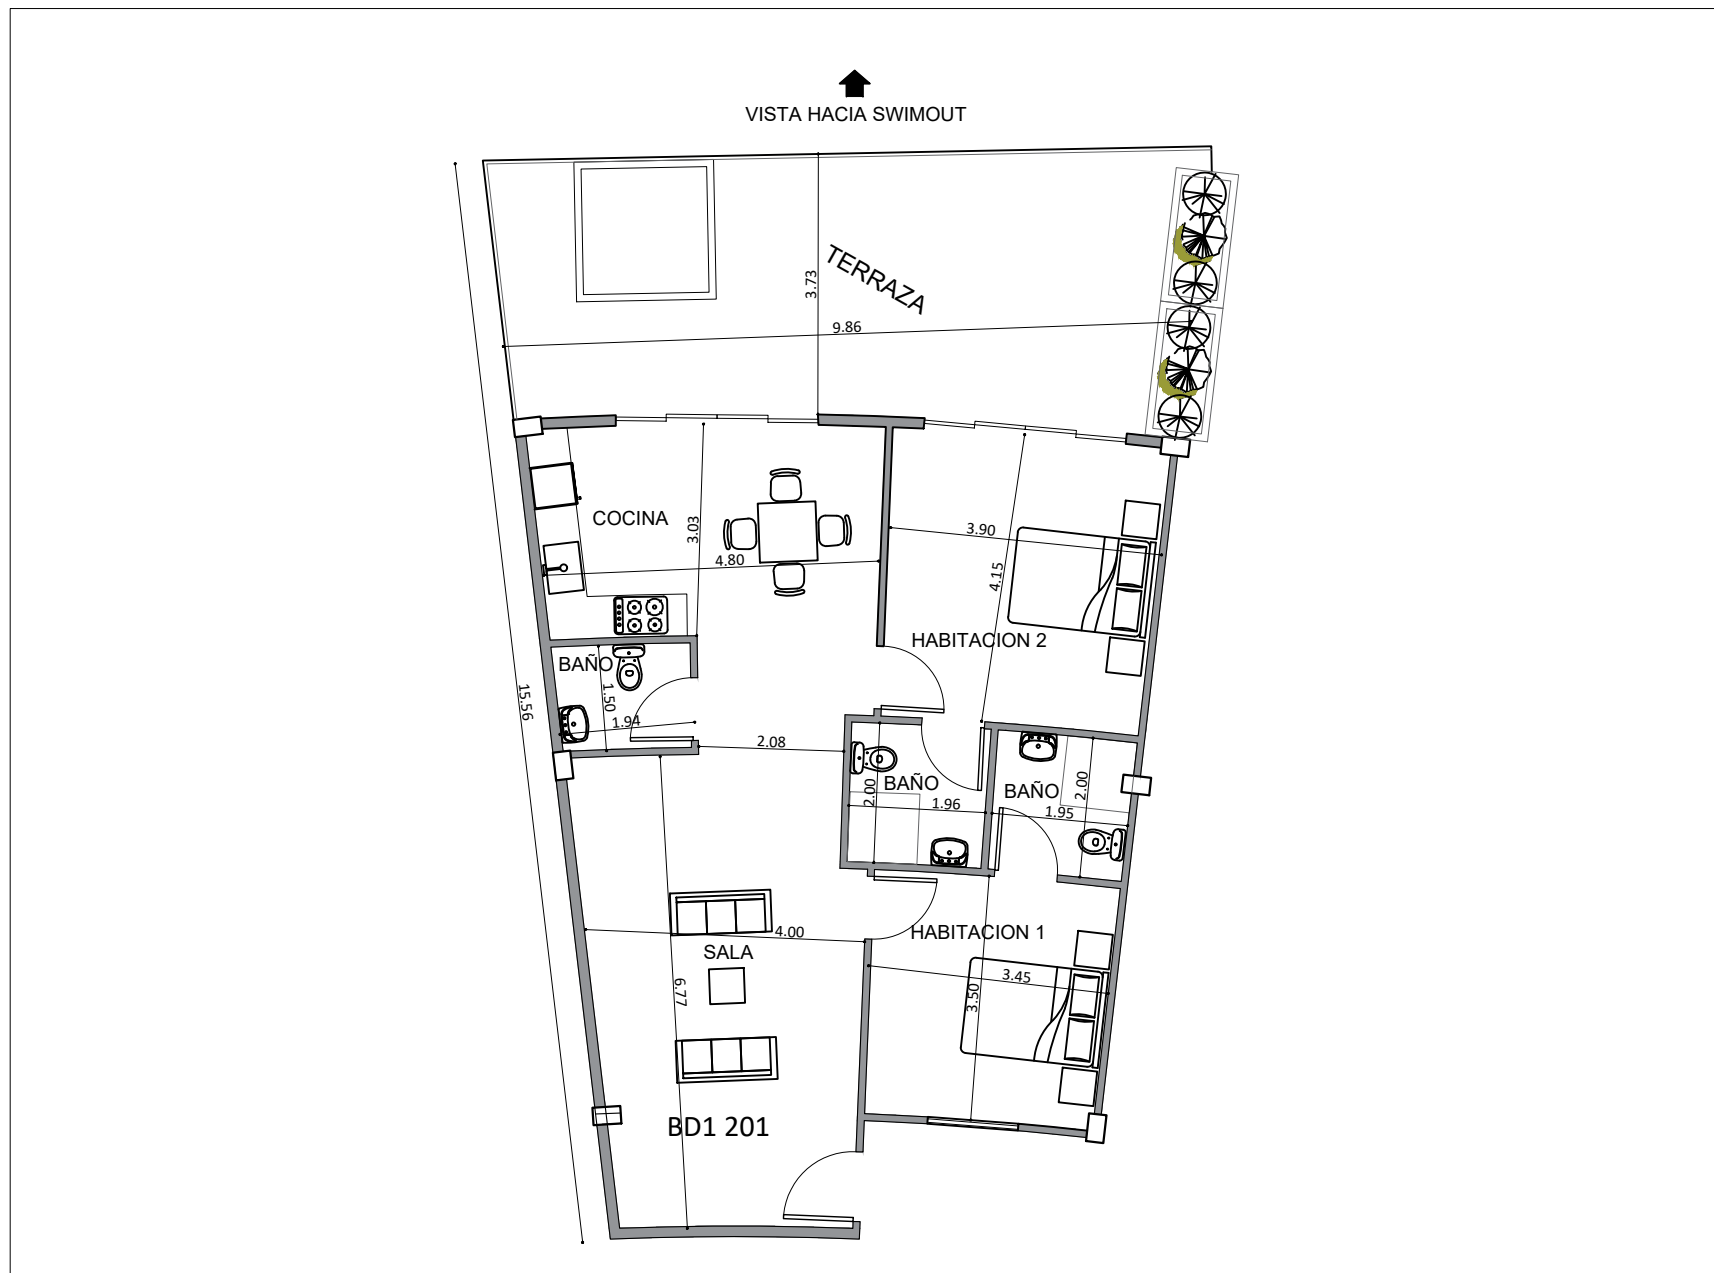 VISTA HACIA SWIMOUT
TERRAZA
3.73
9.86
COCINA
3.03
4.80
3.90
4.15
HABITACION 2
BAÑO
1.50
1.94
15.56
2.08
BAÑO
2.00
1.96
BAÑO
2.00
1.95
HABITACION 1
4.00
SALA
6.77
3.45
3.50
BD1 201